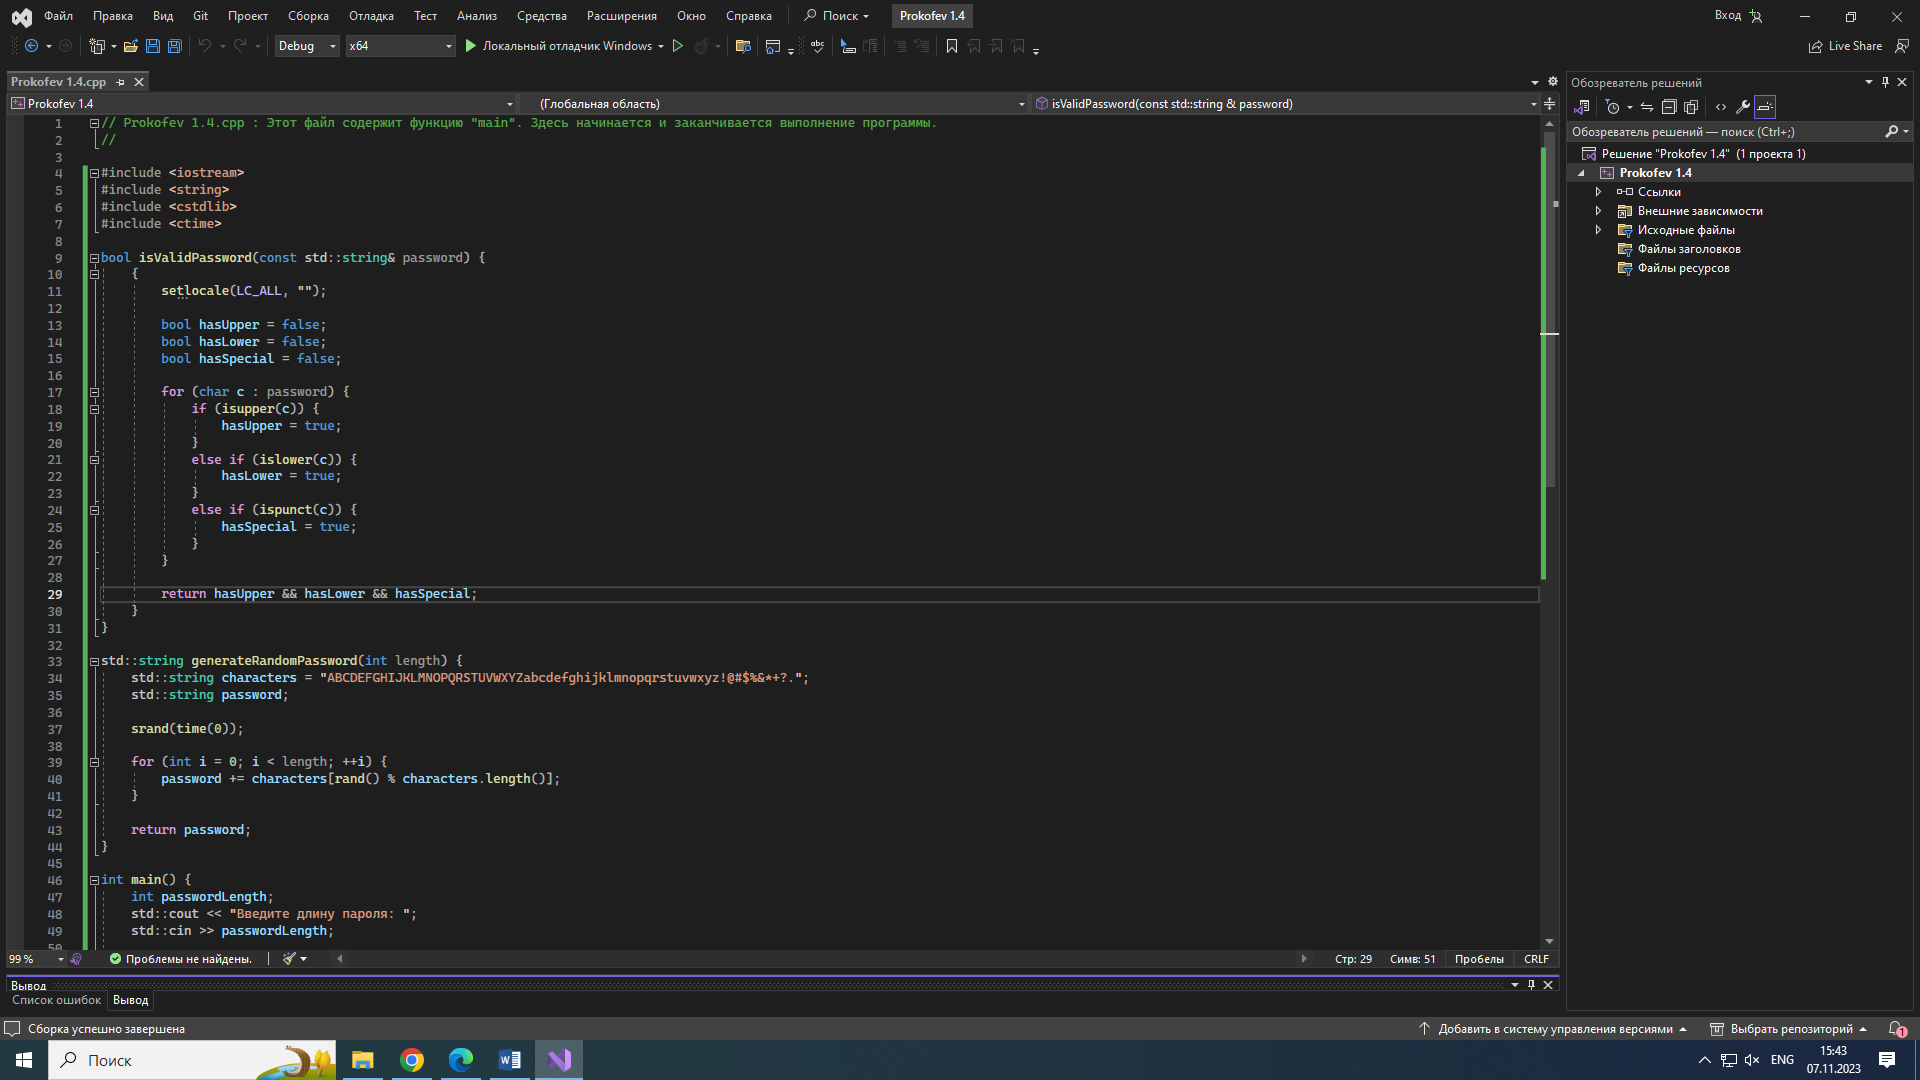 Файл Правка Вид Git Проект Сборка Отладка Тест Анализ Средства Расширения Окно Справка Поиск Prokofev 1.4 Вход
Debug x64 Локальный отладчик Windows abc Live Share
Prokofev 1.4.cpp
Prokofev 1.4 (Глобальная область) isValidPassword(const std::string & password)
1 // Prokofev 1.4.cpp : Этот файл содержит функцию "main". Здесь начинается и заканчивается выполнение программы.
2 //
3
4 #include <iostream>
5 #include <string>
6 #include <cstdlib>
7 #include <ctime>
8
9 bool isValidPassword(const std::string& password) {
10 {
11 setlocale(LC_ALL, "");
12
13 bool hasUpper = false;
14 bool hasLower = false;
15 bool hasSpecial = false;
16
17 for (char c : password) {
18 if (isupper(c)) {
19 hasUpper = true;
20 }
21 else if (islower(c)) {
22 hasLower = true;
23 }
24 else if (ispunct(c)) {
25 hasSpecial = true;
26 }
27 }
28
29 return hasUpper && hasLower && hasSpecial;
30 }
31 }
32
33 std::string generateRandomPassword(int length) {
34 std::string characters = "ABCDEFGHIJKLMNOPQRSTUVWXYZabcdefghijklmnopqrstuvwxyz!@#$%&*+?.";
35 std::string password;
36
37 srand(time(0));
38
39 for (int i = 0; i < length; ++i) {
40 password += characters[rand() % characters.length()];
41 }
42
43 return password;
44 }
45
46 int main() {
47 int passwordLength;
48 std::cout << "Введите длину пароля: ";
49 std::cin >> passwordLength;
50
99 % Проблемы не найдены. Стр: 29 Симв: 51 Пробелы CRLF
Вывод
Список ошибок Вывод
Обозреватель решений
Обозреватель решений — поиск (Ctrl+;)
Решение "Prokofev 1.4" (1 проекта 1)
Prokofev 1.4
Ссылки
Внешние зависимости
Исходные файлы
Файлы заголовков
Файлы ресурсов
Сборка успешно завершена Добавить в систему управления версиями Выбрать репозиторий 1
Поиск ENG 15:43
07.11.2023